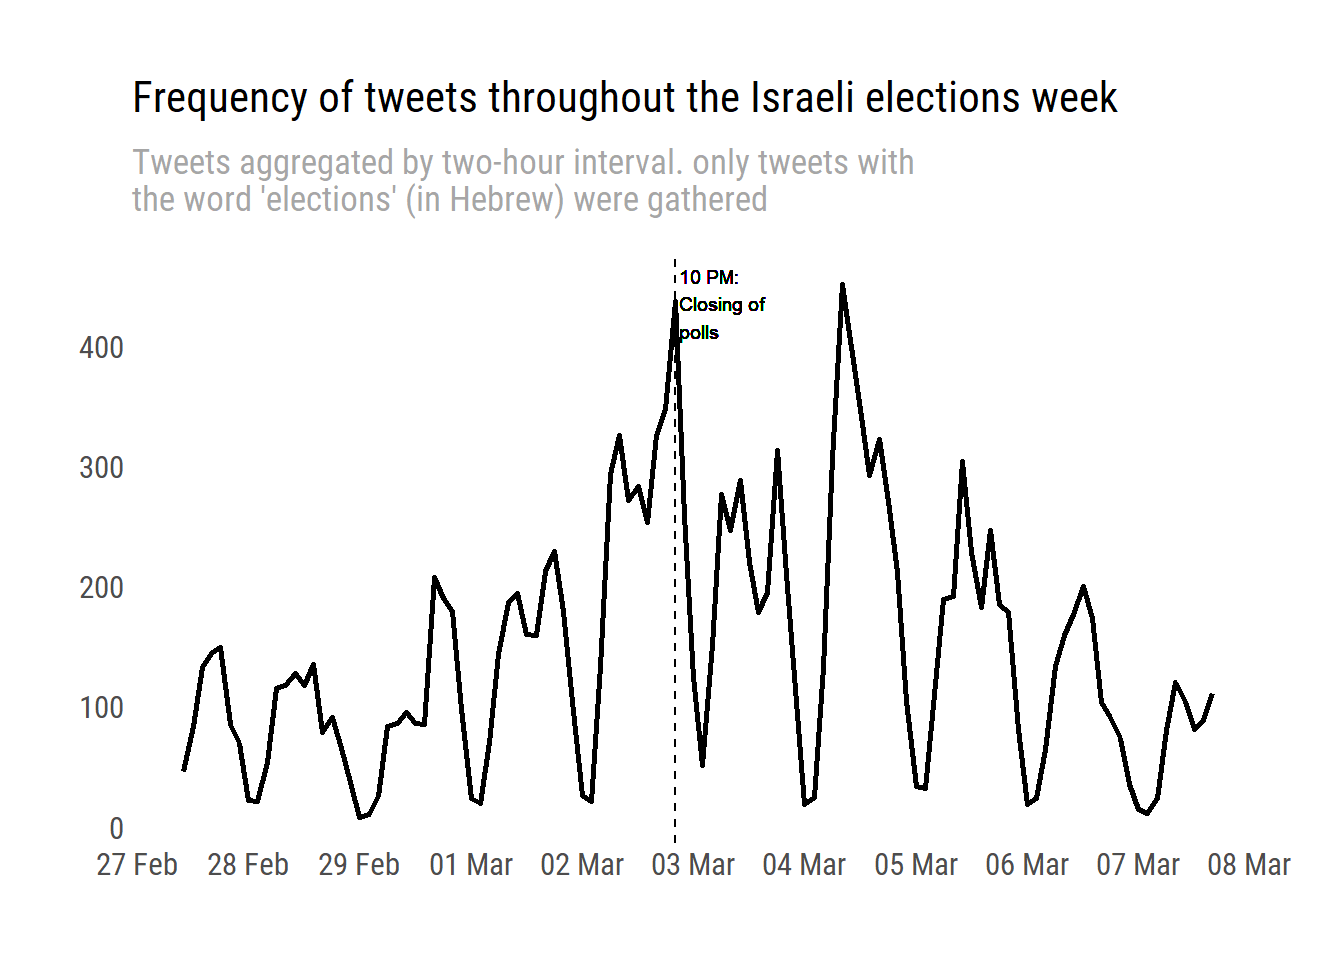 Frequency of tweets throughout the Israeli elections week
Tweets aggregated by two-hour interval. only tweets with
the word 'elections' (in Hebrew) were gathered
10 PM:
Closing of
polls
400
300
200
100
0
27 Feb
28 Feb
29 Feb
01 Mar
02 Mar
03 Mar
04 Mar
05 Mar
06 Mar
07 Mar
08 Mar